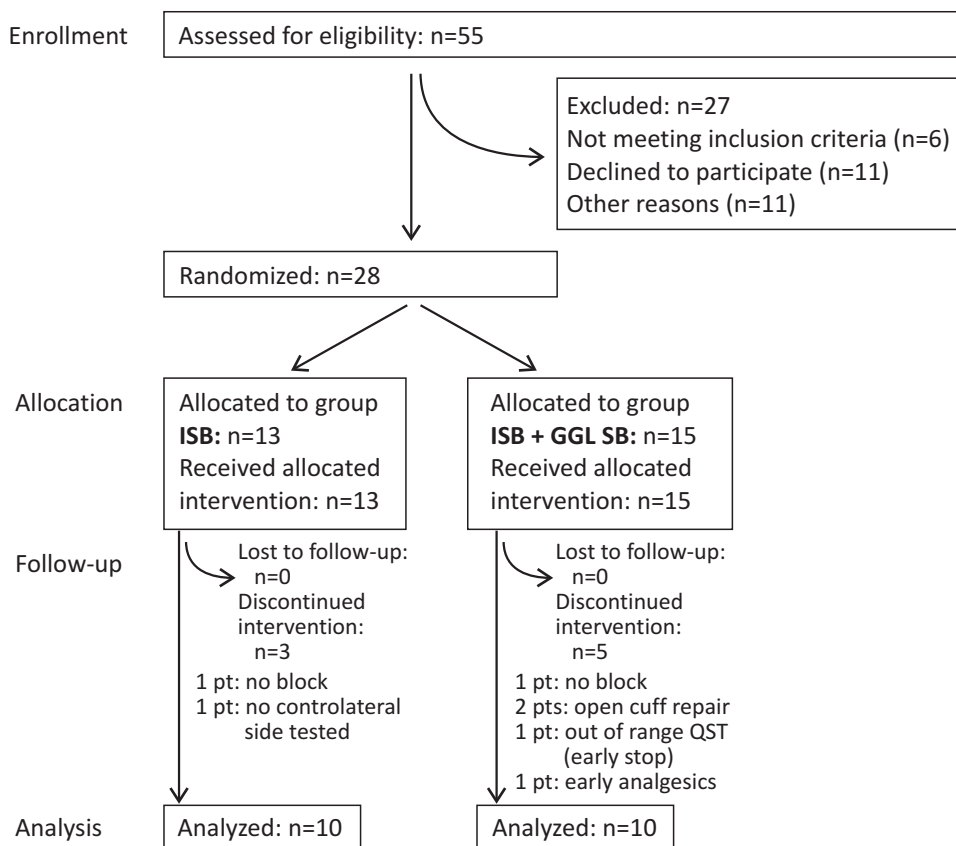 Enrollment
Assessed for eligibility: n=55
Excluded: n=27
Not meeting inclusion criteria (n=6)
Declined to participate (n=11)
Other reasons (n=11)
Randomized: n=28
Allocation
Allocated to group
ISB: n=13
Received allocated
intervention: n=13
Allocated to group
ISB + GGL SB: n=15
Received allocated
intervention: n=15
Follow-up
Lost to follow-up:
n=0
Discontinued
intervention:
n=3
1 pt: no block
1 pt: no controlateral
side tested
Lost to follow-up:
n=0
Discontinued
intervention:
n=5
1 pt: no block
2 pts: open cuff repair
1 pt: out of range QST
(early stop)
1 pt: early analgesics
Analysis
Analyzed: n=10
Analyzed: n=10